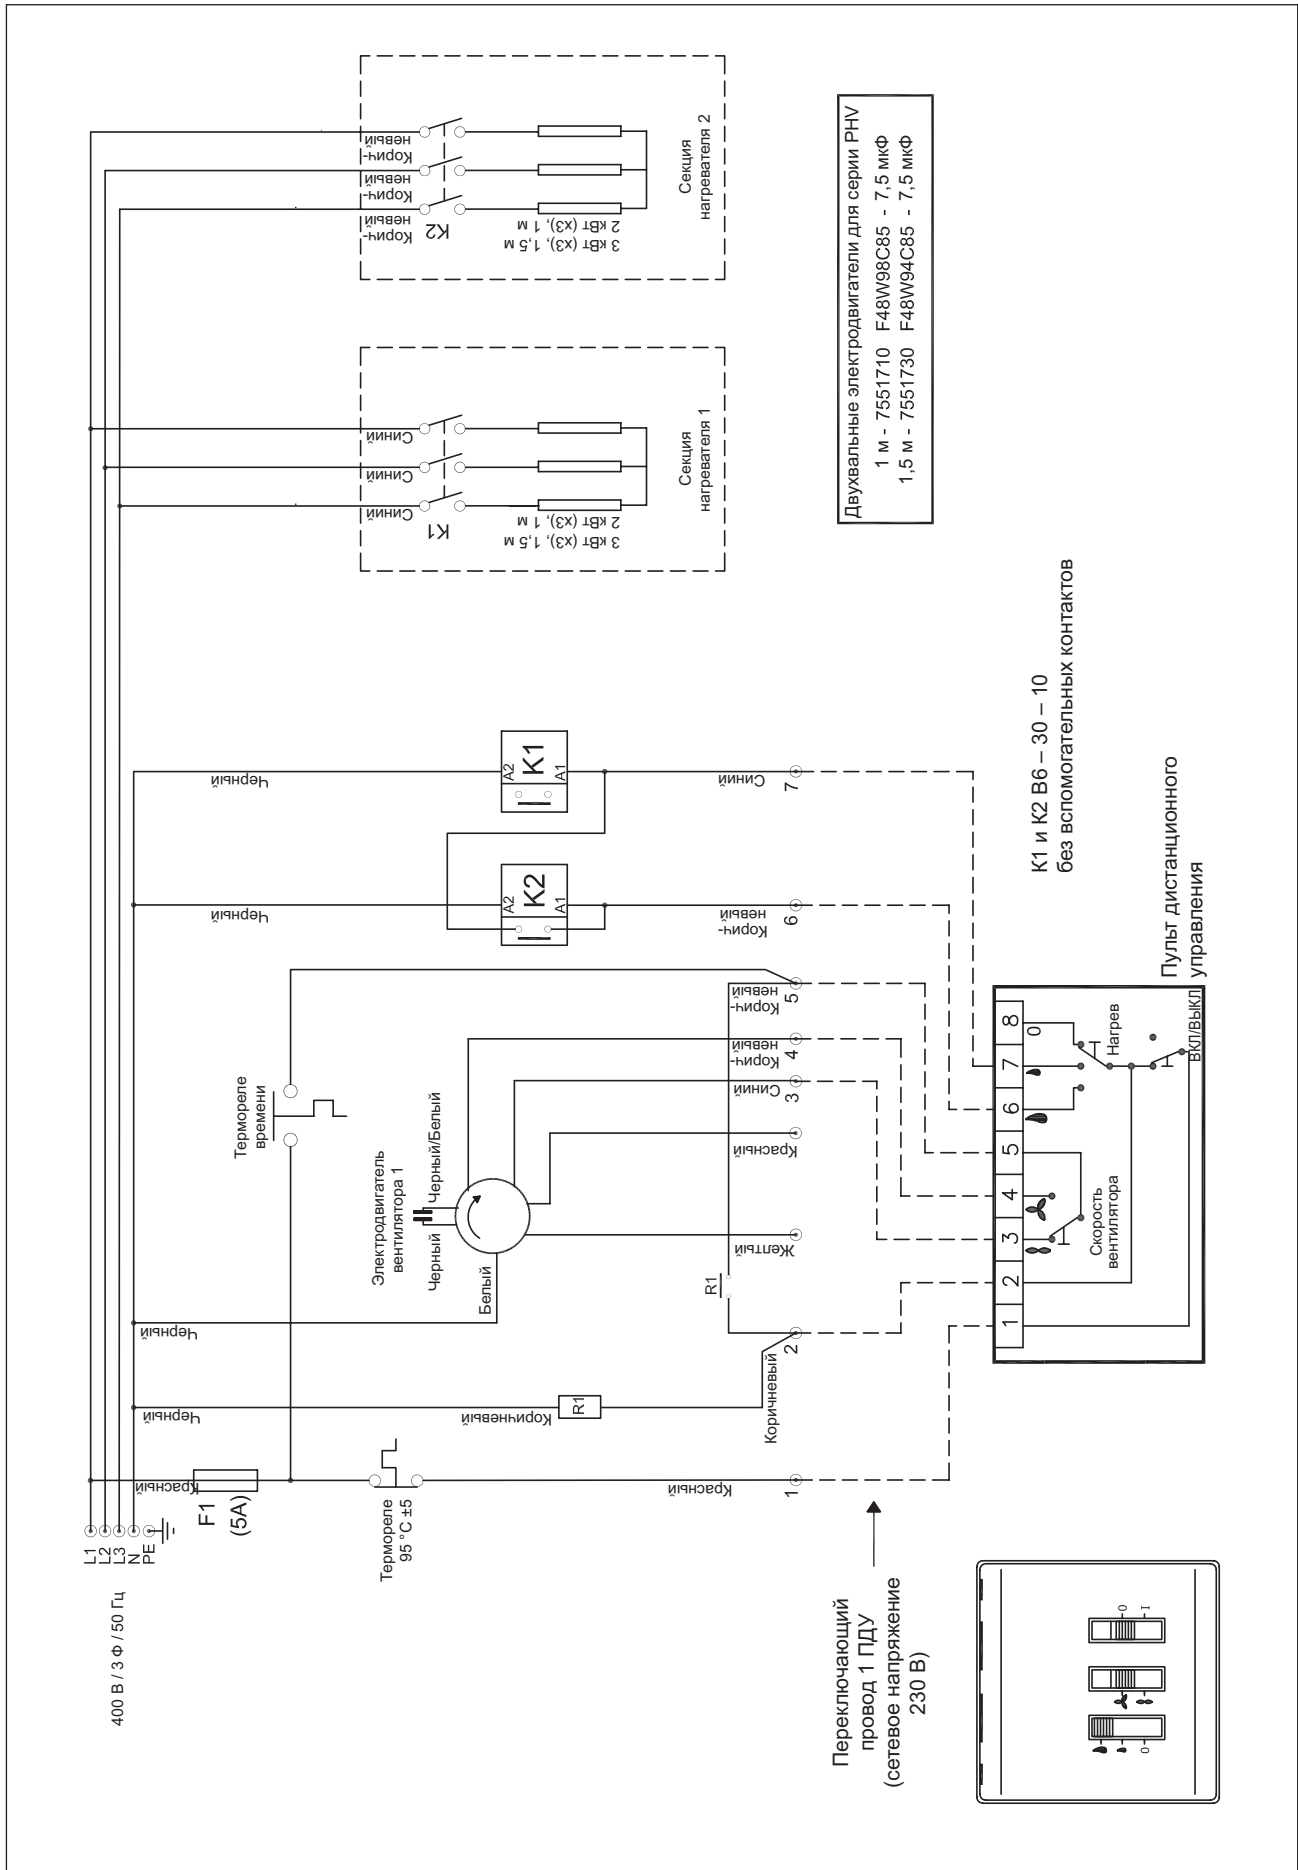 400 В / 3 Ф / 50 Гц
L1
L2
L3
N
PE
Красный
F1
(5А)
Термореле
95 °C ±5
Красный
1
Черный
Коричневый
R1
Коричневый
2
R1
Черный
Белый
Электродвигатель
вентилятора 1
Черный
Черный/Белый
Желтый
Красный
Синий
3
Корич-
невый
4
Корич-
невый
5
Термореле
времени
Черный
A2
K2
A1
Корич-
невый
6
Черный
A2
K1
A1
Синий
7
Синий
Синий
Синий
K1
2 кВт (x3), 1 м
3 кВт (x3), 1,5 м
Секция
нагревателя 1
Корич-
невый
Корич-
невый
Корич-
невый
K2
2 кВт (x3), 1 м
3 кВт (x3), 1,5 м
Секция
нагревателя 2
Двухвальные электродвигатели для серии PHV
1 м - 7551710 F48W98C85 - 7,5 мкФ
1,5 м - 7551730 F48W94C85 - 7,5 мкФ
К1 и К2 В6 – 30 – 10
без вспомогательных контактов
Пульт дистанционного
управления
1
2
3
4
5
6
7
8
0
Скорость
вентилятора
Нагрев
ВКЛ/ВЫКЛ
Переключающий
провод 1 ПДУ
(сетевое напряжение
230 В)
0
0
I